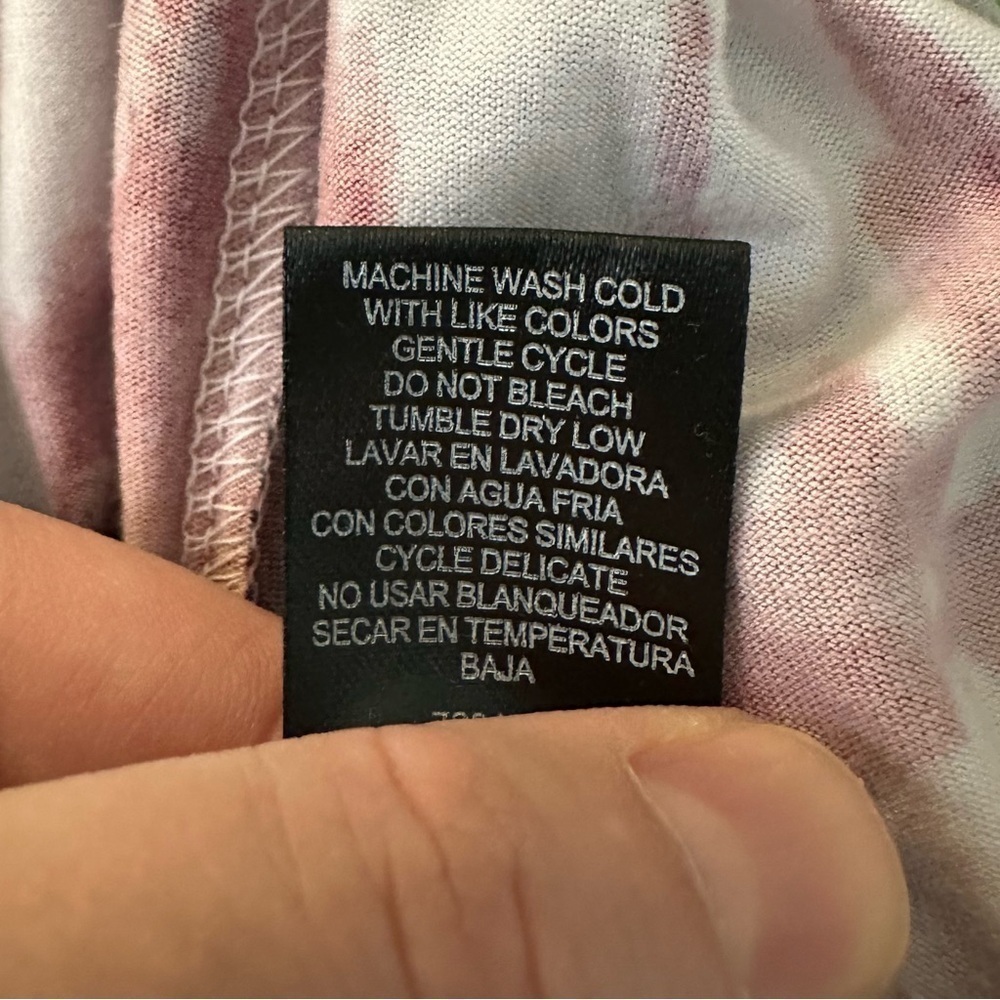 MACHINE WASH COLD
WITH LIKE COLORS
GENTLE CYCLE
DO NOT BLEACH
TUMBLE DRY LOW
LAVAR EN LAVADORA
CON AGUA FRIA
CON COLORES SIMILARES
CYCLE DELICATE
NO USAR BLANQUEADOR
SECAR EN TEMPERATURA
BAJA